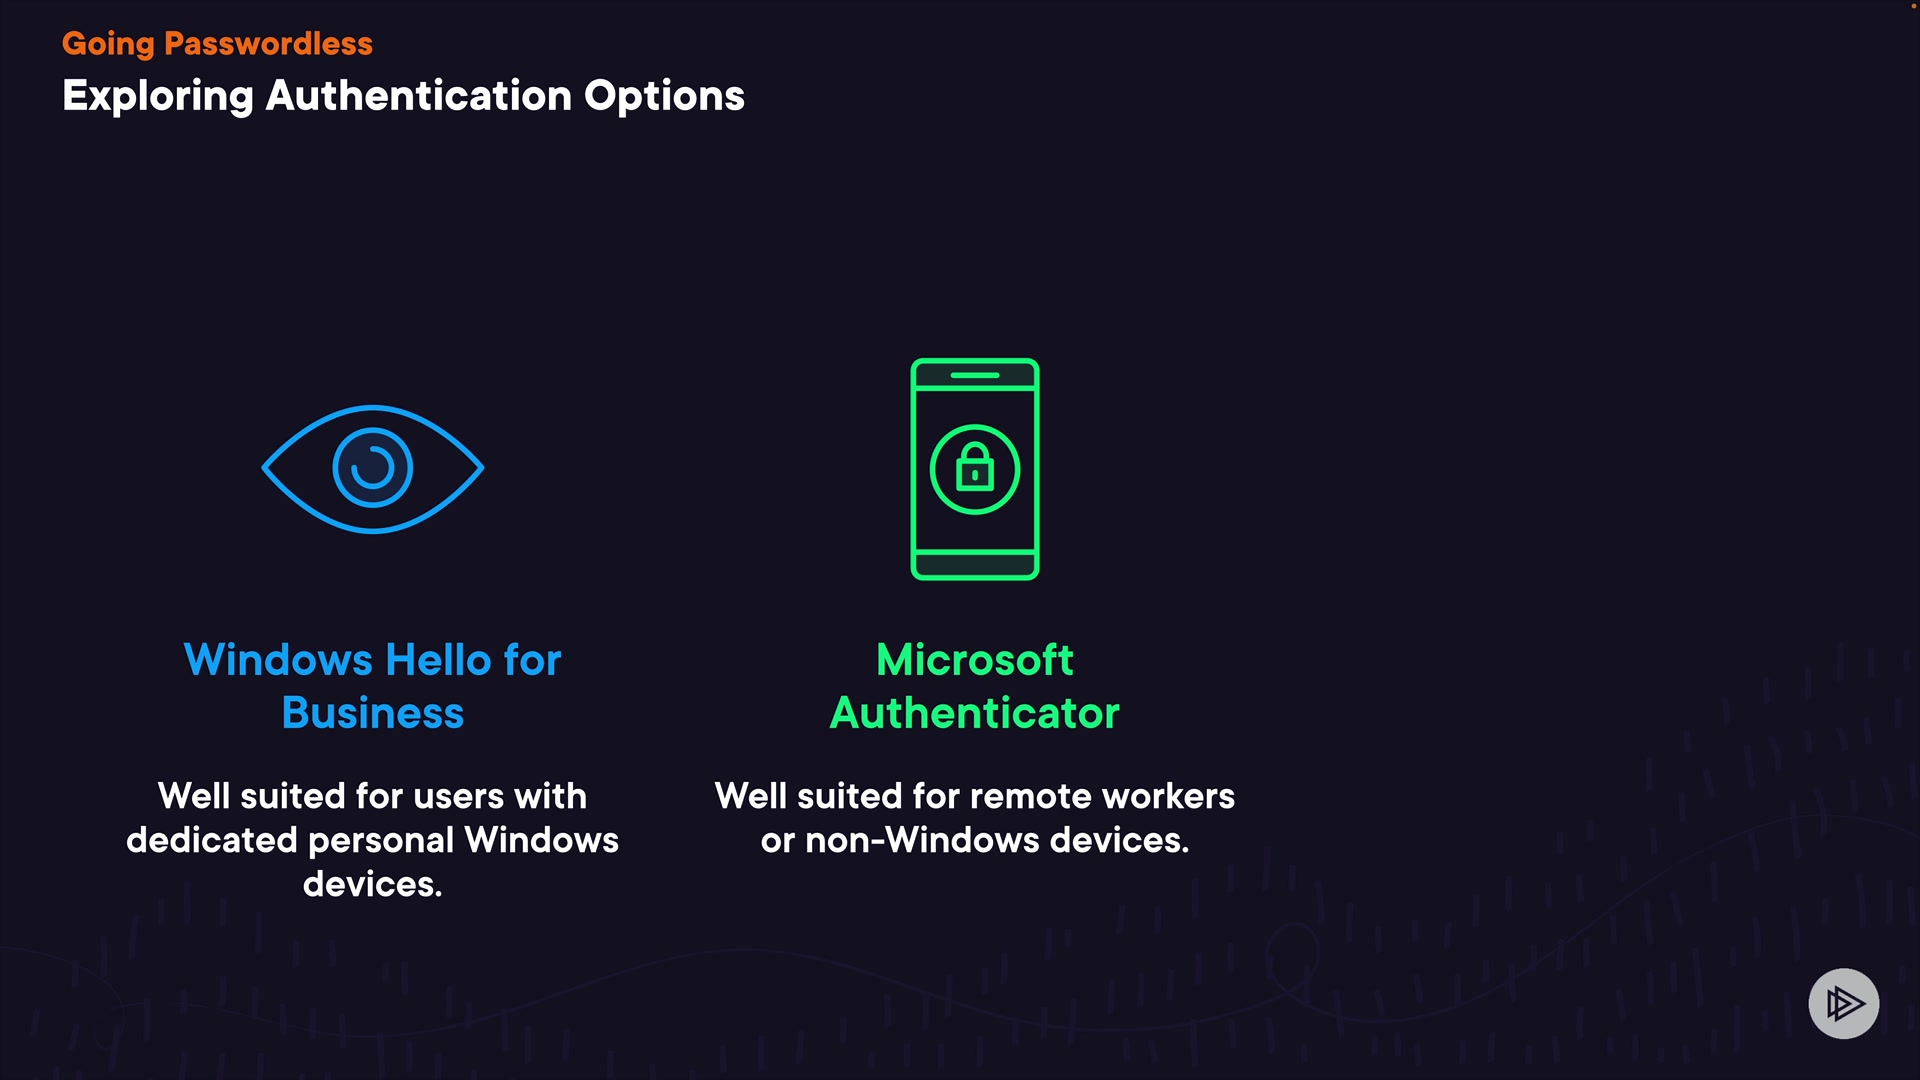 Going Passwordless
Exploring Authentication Options
Windows Hello for
Business
Well suited for users with
dedicated personal Windows
devices.
Microsoft
Authenticator
Well suited for remote workers
or non-Windows devices.